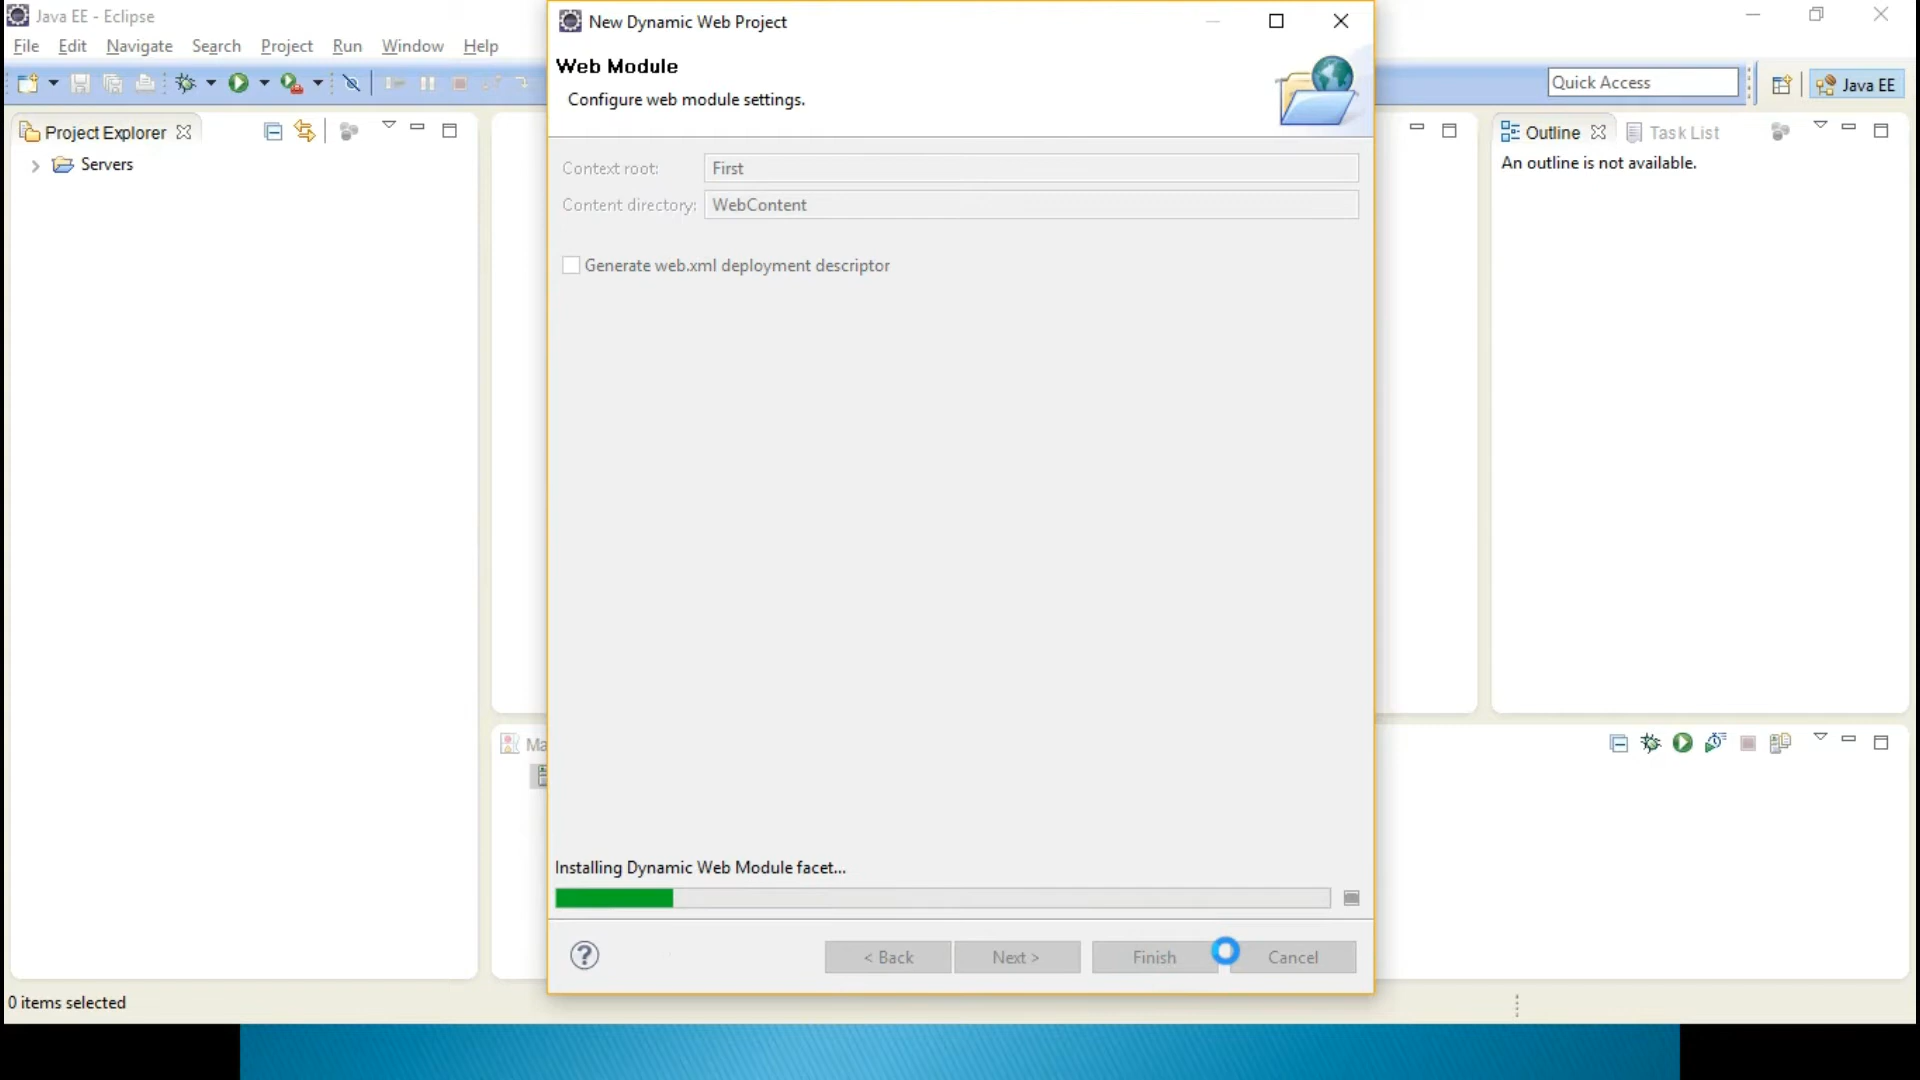 Java EE - Eclipse
File Edit Navigate Search Project Run Window Help
New Dynamic Web Project
Web Module
Configure web module settings.
Quick Access
Java EE
Project Explorer
Servers
Context root: First
Content directory: WebContent
Generate web.xml deployment descriptor
Outline
Task List
An outline is not available.
Ma
Installing Dynamic Web Module facet...
?
< Back
Next >
Finish
Cancel
0 items selected